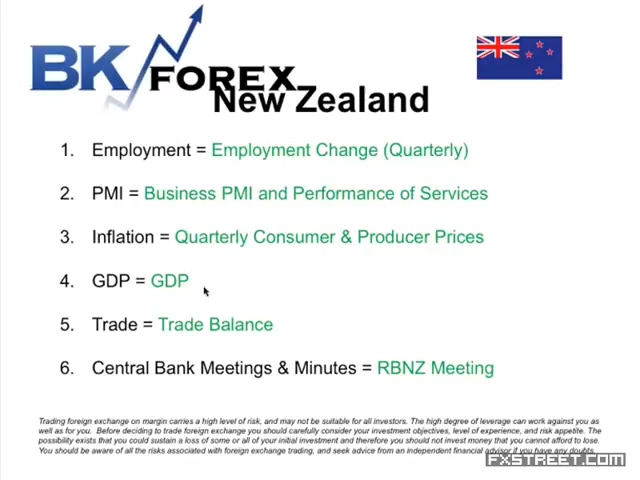 BK FOREX
New Zealand
1. Employment = Employment Change (Quarterly)
2. PMI = Business PMI and Performance of Services
3. Inflation = Quarterly Consumer & Producer Prices
4. GDP = GDP
5. Trade = Trade Balance
6. Central Bank Meetings & Minutes = RBNZ Meeting
Trading foreign exchange on margin carries a high level of risk, and may not be suitable for all investors. The high degree of leverage can work against you as
well as for you. Before deciding to trade foreign exchange you should carefully consider your investment objectives, level of experience, and risk appetite. The
possibility exists that you could sustain a loss of some or all of your initial investment and therefore you should not invest money that you cannot afford to lose.
You should be aware of all the risks associated with foreign exchange trading, and seek advice from an independent financial advisor if you have any doubts.
FXSTREET.COM